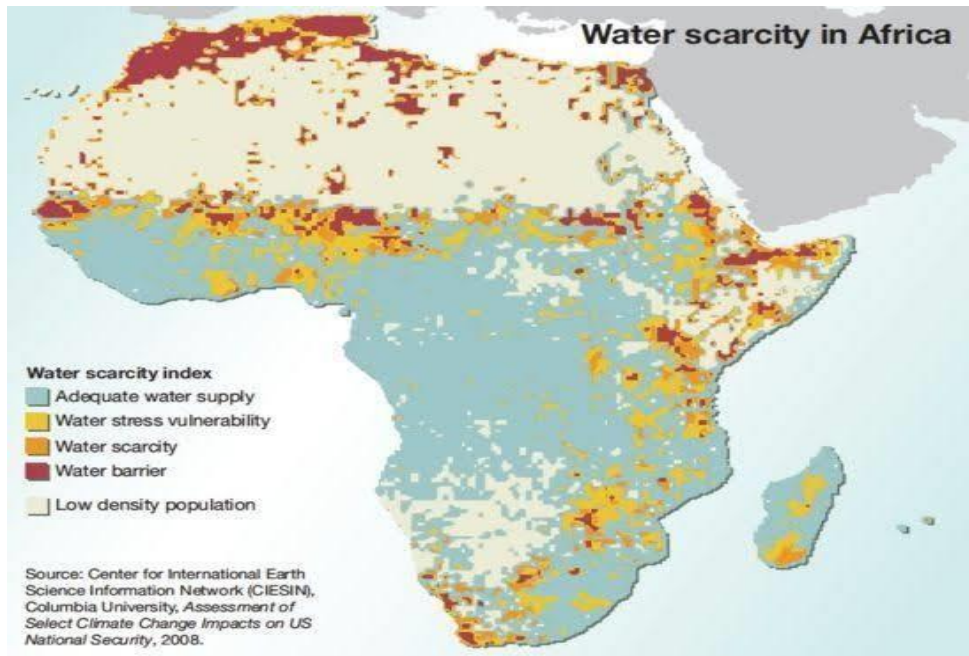 Water scarcity in Africa
Water scarcity index
Adequate water supply
Water stress vulnerability
Water scarcity
Water barrier
Low density population
Source: Center for International Earth
Science Information Network (CIESIN),
Columbia University, Assessment of
Select Climate Change Impacts on US
National Security, 2008.